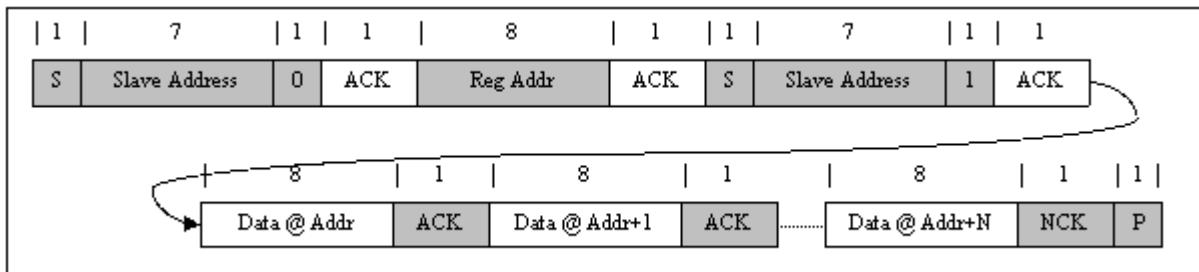 | 1 | 7 | 1 | 1 | 8 | 1 | 1 | 7 | 1 | 1
S Slave Address 0 ACK Reg Addr ACK S Slave Address 1 ACK
| 8 | 1 | 8 | 1 | 8 | 1 | 1 |
Data @ Addr ACK Data @ Addr+1 ACK ......... Data @ Addr+N NCK P